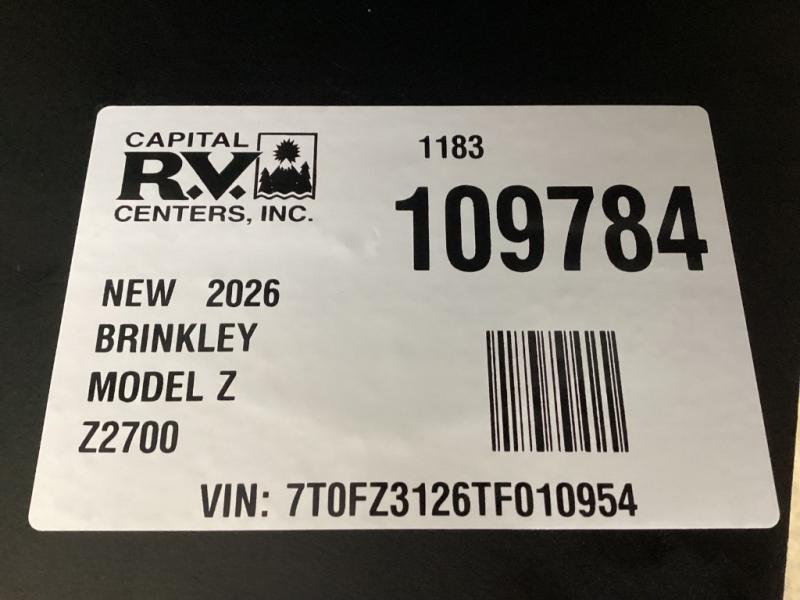 CAPITAL
R.V.
CENTERS, INC.
1183
109784
NEW 2026
BRINKLEY
MODEL Z
Z2700
VIN: 7T0FZ3126TF010954